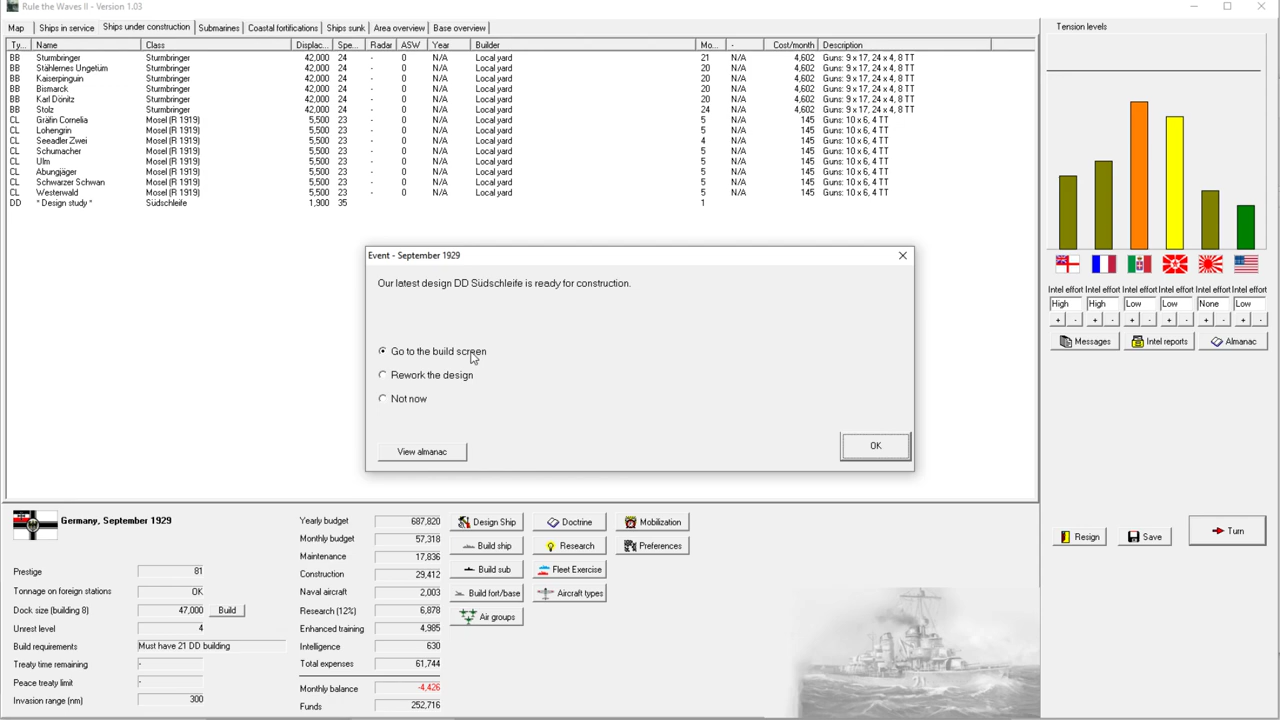 Rule the Waves II - Version 1.03
Map Ships in service Ships under construction Submarines Coastal fortifications Ships sunk Area overview Base overview
Ty... Name Class Displac... Spe... Radar ASW Year Builder Mo... - Cost/month Description
BB Sturmbringer Sturmbringer 42,000 24 - 0 N/A Local yard 21 N/A 4,602 Guns: 9 x 17, 24 x 4, 8 TT
BB Stählernes Ungetüm Sturmbringer 42,000 24 - 0 N/A Local yard 20 N/A 4,602 Guns: 9 x 17, 24 x 4, 8 TT
BB Kaiserpinguin Sturmbringer 42,000 24 - 0 N/A Local yard 20 N/A 4,602 Guns: 9 x 17, 24 x 4, 8 TT
BB Bismarck Sturmbringer 42,000 24 - 0 N/A Local yard 20 N/A 4,602 Guns: 9 x 17, 24 x 4, 8 TT
BB Karl Dönitz Sturmbringer 42,000 24 - 0 N/A Local yard 20 N/A 4,602 Guns: 9 x 17, 24 x 4, 8 TT
BB Stolz Sturmbringer 42,000 24 - 0 N/A Local yard 24 N/A 4,602 Guns: 9 x 17, 24 x 4, 8 TT
CL Gräfin Cornelia Mosel (R 1919) 5,500 23 - 0 N/A Local yard 5 N/A 145 Guns: 10 x 6, 4 TT
CL Lohengrin Mosel (R 1919) 5,500 23 - 0 N/A Local yard 5 N/A 145 Guns: 10 x 6, 4 TT
CL Seeadler Zwei Mosel (R 1919) 5,500 23 - 0 N/A Local yard 4 N/A 145 Guns: 10 x 6, 4 TT
CL Schumacher Mosel (R 1919) 5,500 23 - 0 N/A Local yard 5 N/A 145 Guns: 10 x 6, 4 TT
CL Ulm Mosel (R 1919) 5,500 23 - 0 N/A Local yard 5 N/A 145 Guns: 10 x 6, 4 TT
CL Abungjäger Mosel (R 1919) 5,500 23 - 0 N/A Local yard 5 N/A 145 Guns: 10 x 6, 4 TT
CL Schwarzer Schwan Mosel (R 1919) 5,500 23 - 0 N/A Local yard 5 N/A 145 Guns: 10 x 6, 4 TT
CL Westerwald Mosel (R 1919) 5,500 23 - 0 N/A Local yard 5 N/A 145 Guns: 10 x 6, 4 TT
DD * Design study * Südschleife 1,900 35 1
Event - September 1929
Our latest design DD Südschleife is ready for construction.
Go to the build screen
Rework the design
Not now
View almanac
OK
Tension levels
Intel effort Intel effort Intel effort Intel effort Intel effort Intel effort
High High Low Low None Low
+ - + - + - + - + - + -
Messages Intel reports Almanac
Resign Save Turn
Germany, September 1929
Prestige 81
Tonnage on foreign stations OK
Dock size (building 8) 47,000 Build
Unrest level 4
Build requirements Must have 21 DD building
Treaty time remaining -
Peace treaty limit -
Invasion range (nm) 300
Yearly budget 687,820
Monthly budget 57,318
Maintenance 17,836
Construction 29,412
Naval aircraft 2,003
Research (12%) 6,878
Enhanced training 4,985
Intelligence 630
Total expenses 61,744
Monthly balance -4,426
Funds 252,716
Design Ship Doctrine Mobilization
Build ship Research Preferences
Build sub Fleet Exercise
Build fort/base Aircraft types
Air groups